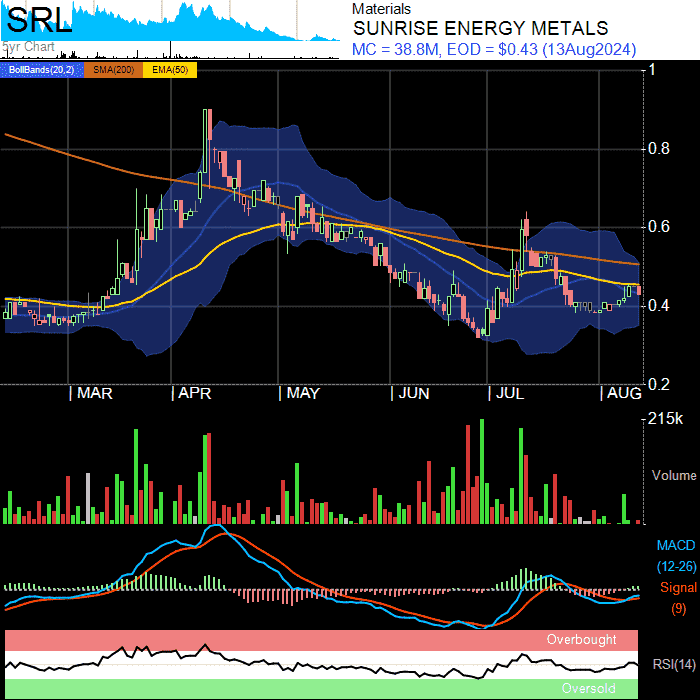 SRL
5yr Chart
Materials
SUNRISE ENERGY METALS
MC = 38.8M, EOD = $0.43 (13Aug2024)
BollBands(20,2) SMA(200) EMA(50)
1
0.8
0.6
0.4
0.2
MAR APR MAY JUN JUL AUG
215k
Volume
MACD
(12-26)
Signal
(9)
Overbought
RSI(14)
Oversold